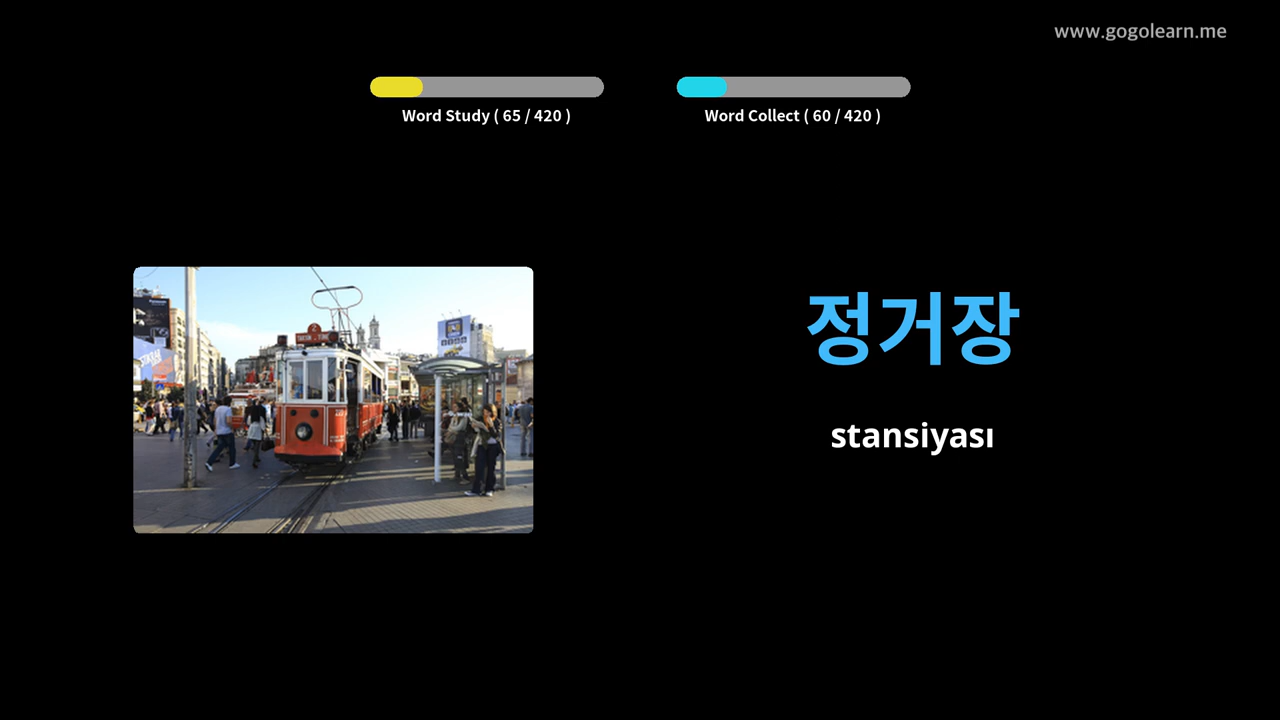 www.gogolearn.me
Word Study ( 65 / 420 )
Word Collect ( 60 / 420 )
정거장
stansiyası